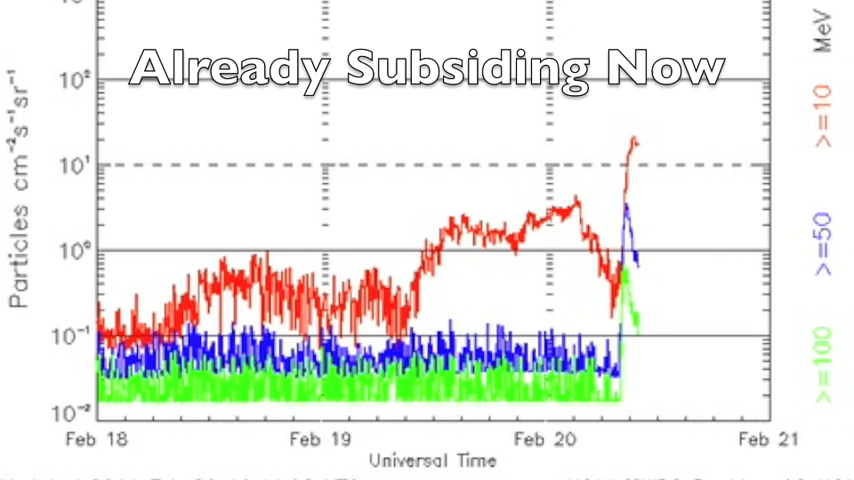 Already Subsiding Now
10²
10¹
10⁰
10⁻¹
10⁻²
Particles cm⁻²s⁻¹sr⁻¹
Feb 18 Feb 19 Feb 20 Feb 21
Universal Time
MeV
>=10
>=50
>=100